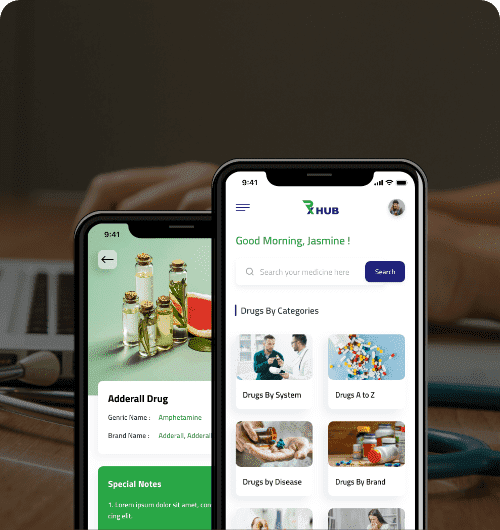 9:41
Adderall Drug
Genric Name : Amphetamine
Brand Name : Adderall, Adderall
Special Notes
1. Lorem ipsum dolor sit amet, con
cing elit.
9:41
Rx HUB
Good Morning, Jasmine !
Search your medicine here
Search
Drugs By Categories
Drugs By System
Drugs A to Z
Drugs by Disease
Drugs By Brand